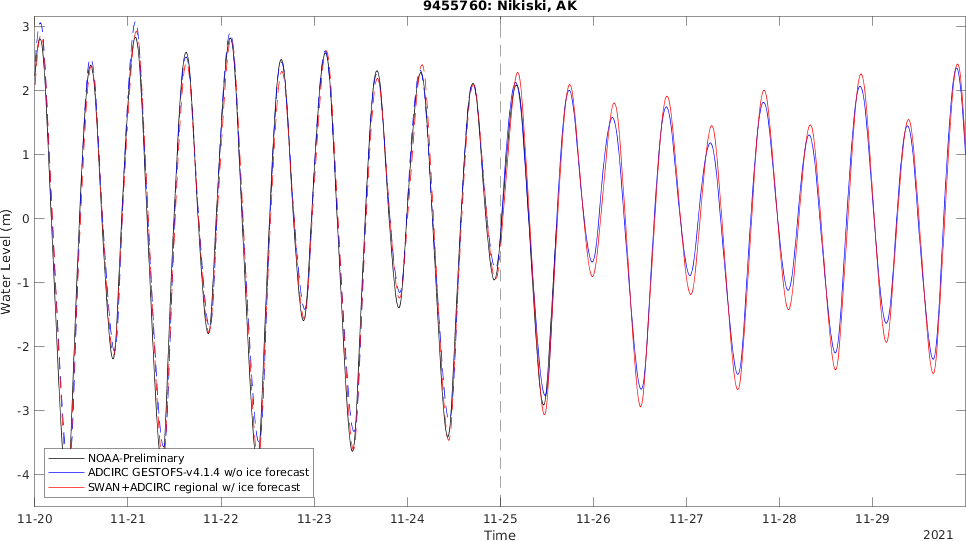 9455760: Nikiski, AK
3
2
1
0
-1
-2
-3
-4
Water Level (m)
NOAA-Preliminary
ADCIRC GESTOFS-v4.1.4 w/o ice forecast
SWAN+ADCIRC regional w/ ice forecast
11-20 11-21 11-22 11-23 11-24 11-25 11-26 11-27 11-28 11-29
Time
2021